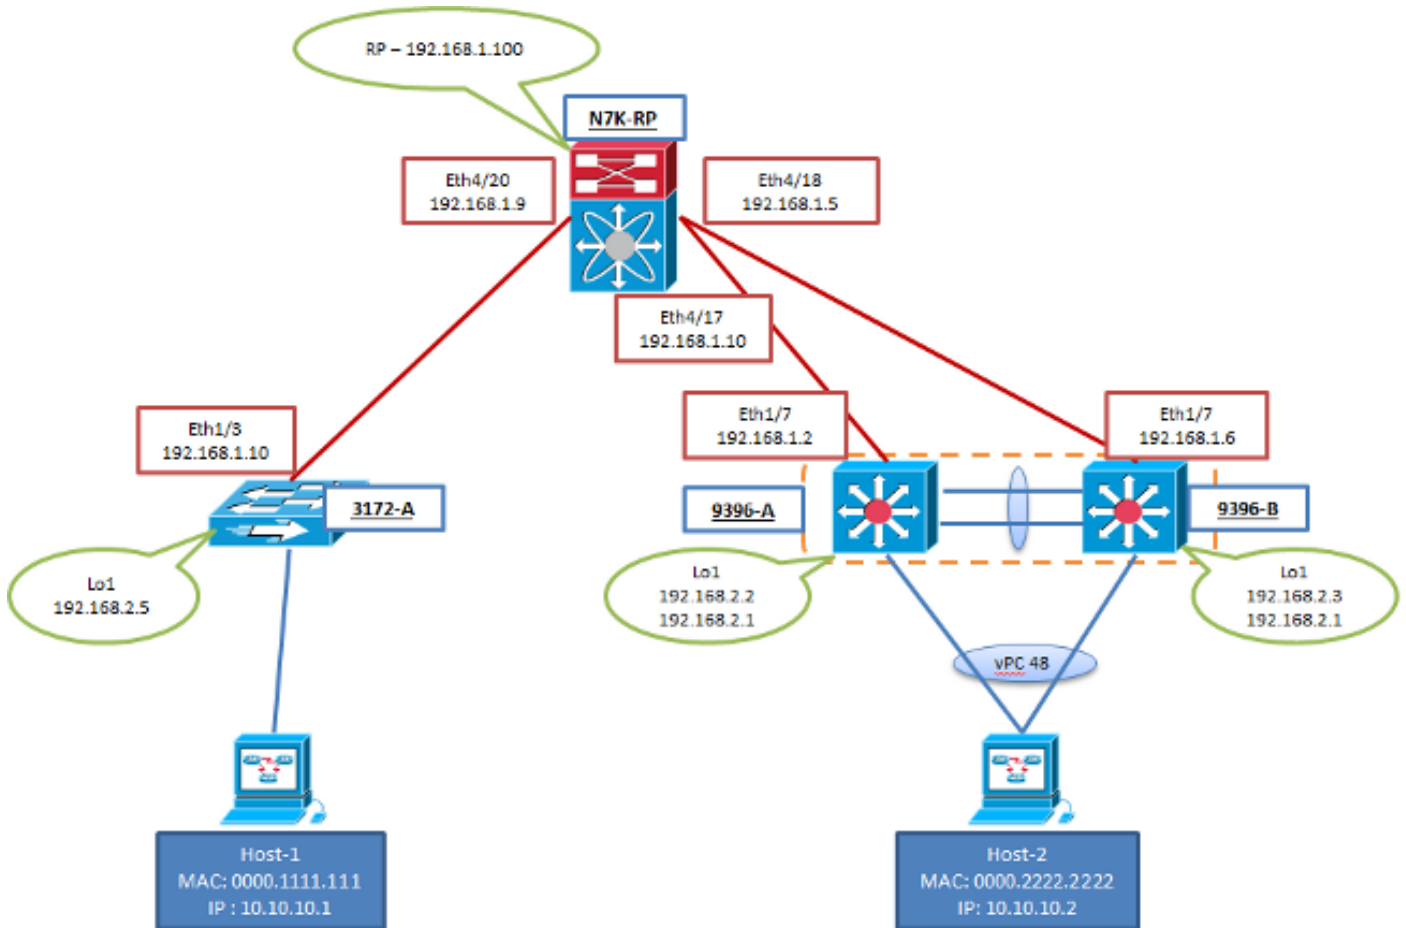 RP – 192.168.1.100
N7K-RP
Eth4/20
192.168.1.9
Eth4/18
192.168.1.5
Eth4/17
192.168.1.10
Eth1/3
192.168.1.10
Eth1/7
192.168.1.2
Eth1/7
192.168.1.6
3172-A
9396-A
9396-B
Lo1
192.168.2.5
Lo1
192.168.2.2
192.168.2.1
Lo1
192.168.2.3
192.168.2.1
vPC 48
Host-1
MAC: 0000.1111.111
IP : 10.10.10.1
Host-2
MAC: 0000.2222.2222
IP: 10.10.10.2